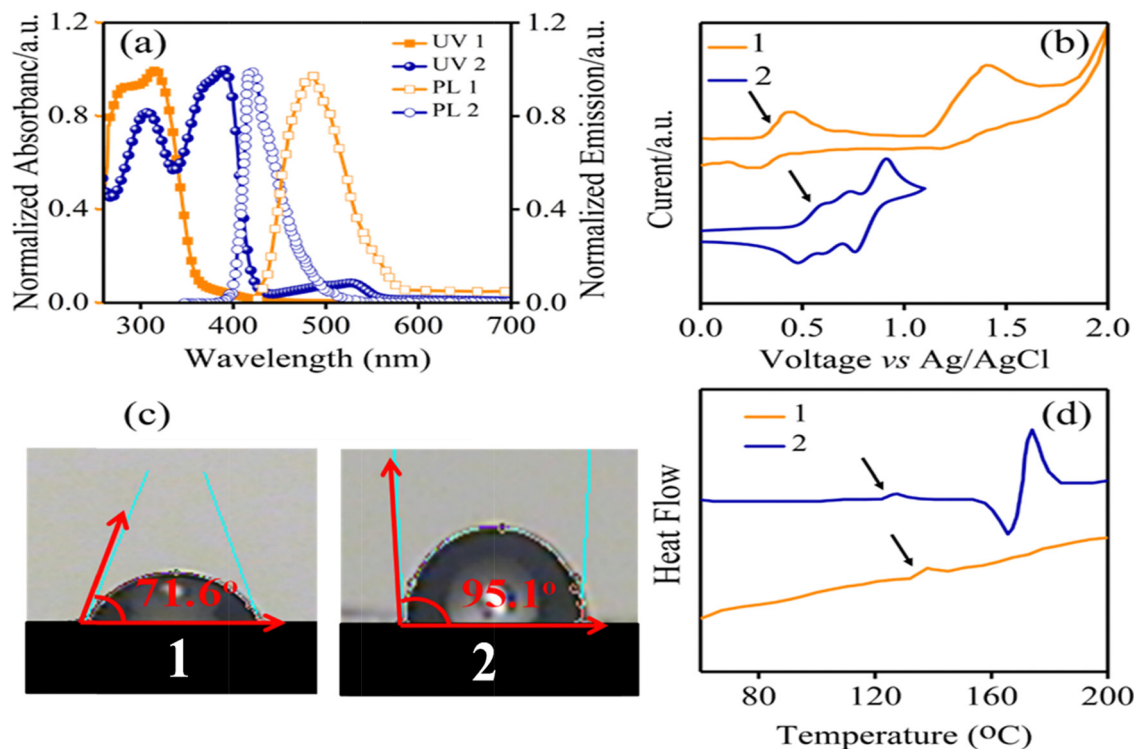 (a)
1.2
0.8
0.4
0.0
Normalized Absorbanc/a.u.
UV 1
UV 2
PL 1
PL 2
1.2
0.8
0.4
0.0
Normalized Emission/a.u.
300 400 500 600 700
Wavelength (nm)
(b)
1
2
Curent/a.u.
0.0 0.5 1.0 1.5 2.0
Voltage vs Ag/AgCl
(c)
71.6°
1
95.1°
2
(d)
1
2
Heat Flow
80 120 160 200
Temperature (°C)